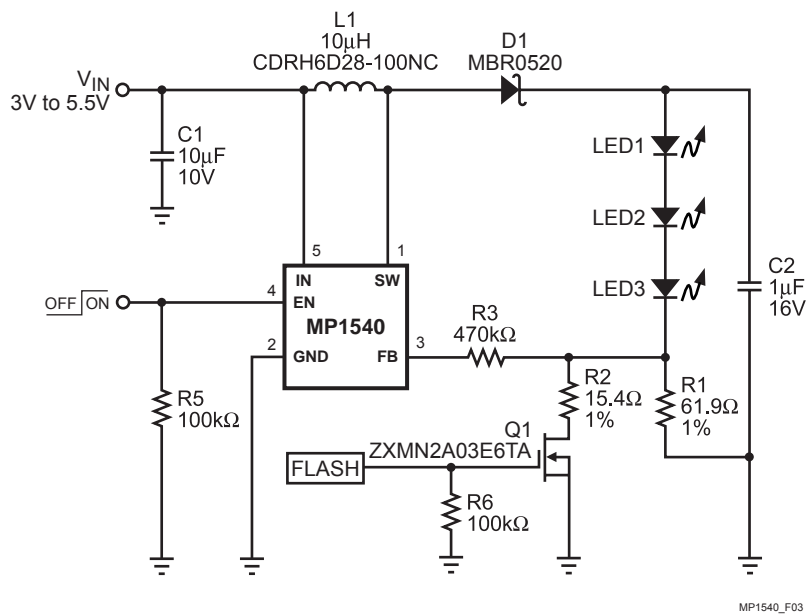 L1
10µH
CDRH6D28-100NC
D1
MBR0520
VIN
3V to 5.5V
C1
10µF
10V
LED1
LED2
LED3
C2
1µF
16V
5
1
IN
SW
4
EN
OFF ON
MP1540
2
GND
FB
3
R3
470kΩ
R2
15.4Ω
1%
R1
61.9Ω
1%
R5
100kΩ
Q1
ZXMN2A03E6TA
FLASH
R6
100kΩ
MP1540_F03